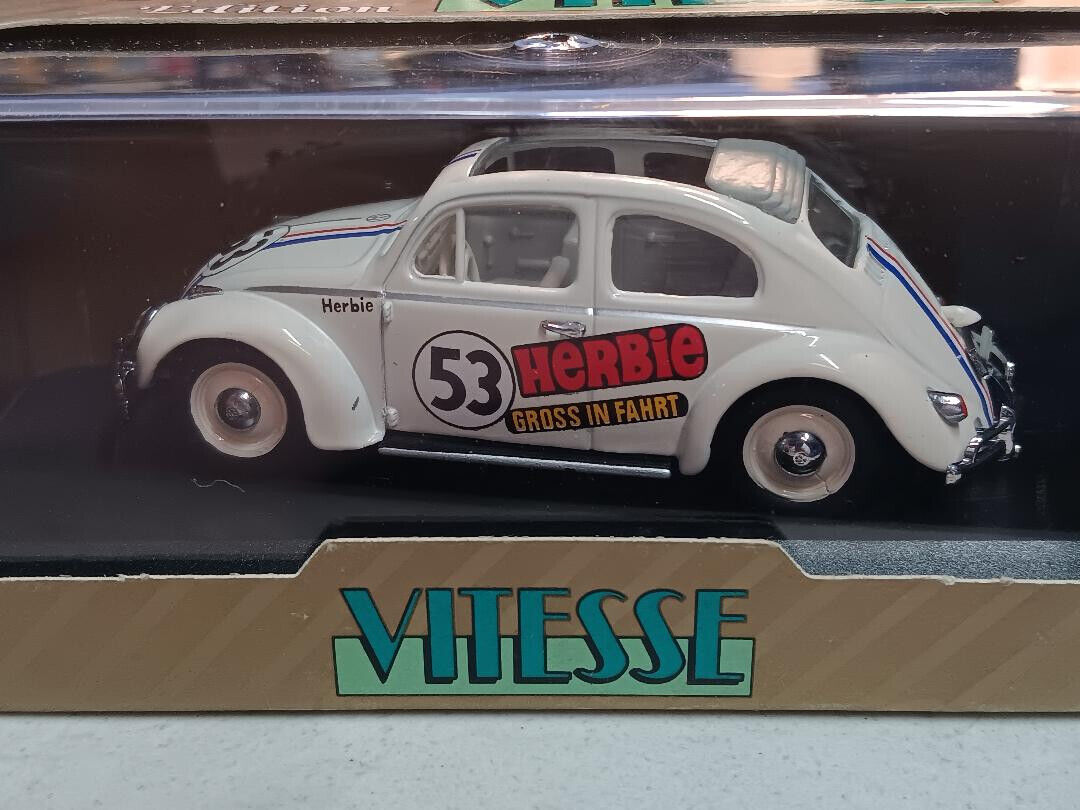 Edition
Herbie
53
HERBIE
GROSS IN FAHRT
VITESSE